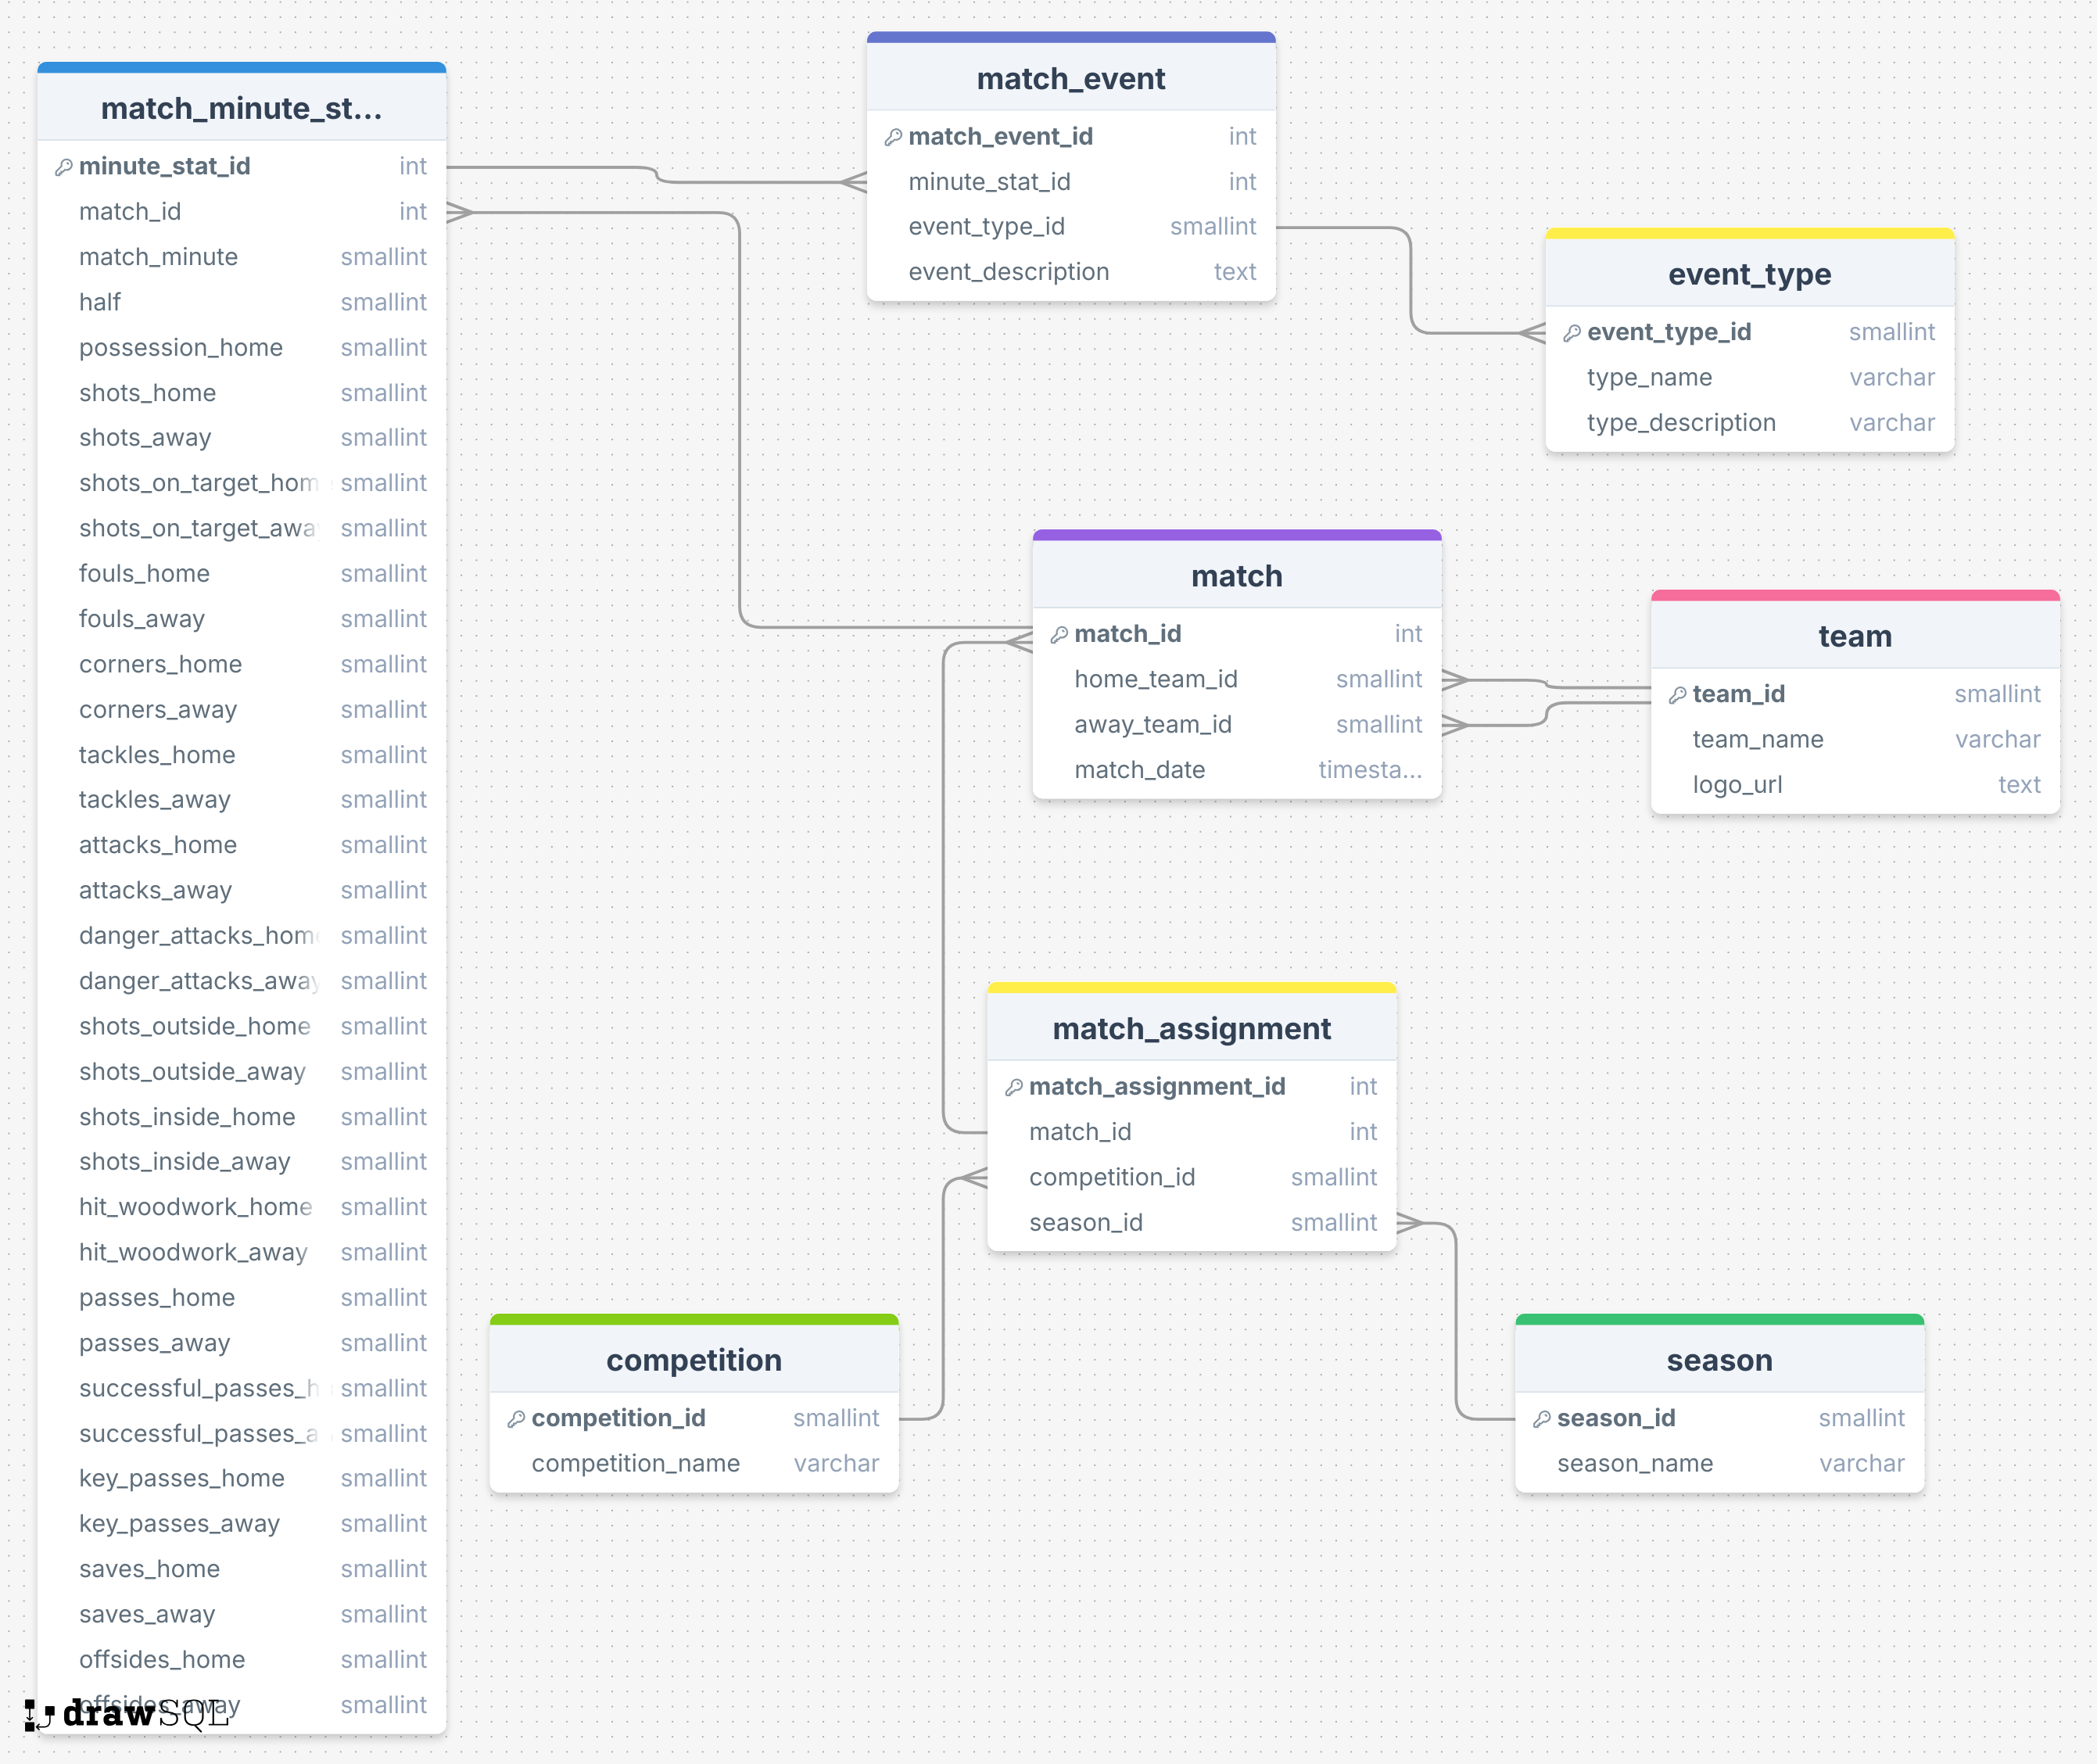 match_minute_st...
minute_stat_id int
match_id int
match_minute smallint
half smallint
possession_home smallint
shots_home smallint
shots_away smallint
shots_on_target_hom smallint
shots_on_target_awa smallint
fouls_home smallint
fouls_away smallint
corners_home smallint
corners_away smallint
tackles_home smallint
tackles_away smallint
attacks_home smallint
attacks_away smallint
danger_attacks_home smallint
danger_attacks_away smallint
shots_outside_home smallint
shots_outside_away smallint
shots_inside_home smallint
shots_inside_away smallint
hit_woodwork_home smallint
hit_woodwork_away smallint
passes_home smallint
passes_away smallint
successful_passes_h smallint
successful_passes_a smallint
key_passes_home smallint
key_passes_away smallint
saves_home smallint
saves_away smallint
offsides_home smallint
offsides_away smallint
drawSQL
match_event
match_event_id int
minute_stat_id int
event_type_id smallint
event_description text
event_type
event_type_id smallint
type_name varchar
type_description varchar
match
match_id int
home_team_id smallint
away_team_id smallint
match_date timesta...
team
team_id smallint
team_name varchar
logo_url text
match_assignment
match_assignment_id int
match_id int
competition_id smallint
season_id smallint
competition
competition_id smallint
competition_name varchar
season
season_id smallint
season_name varchar